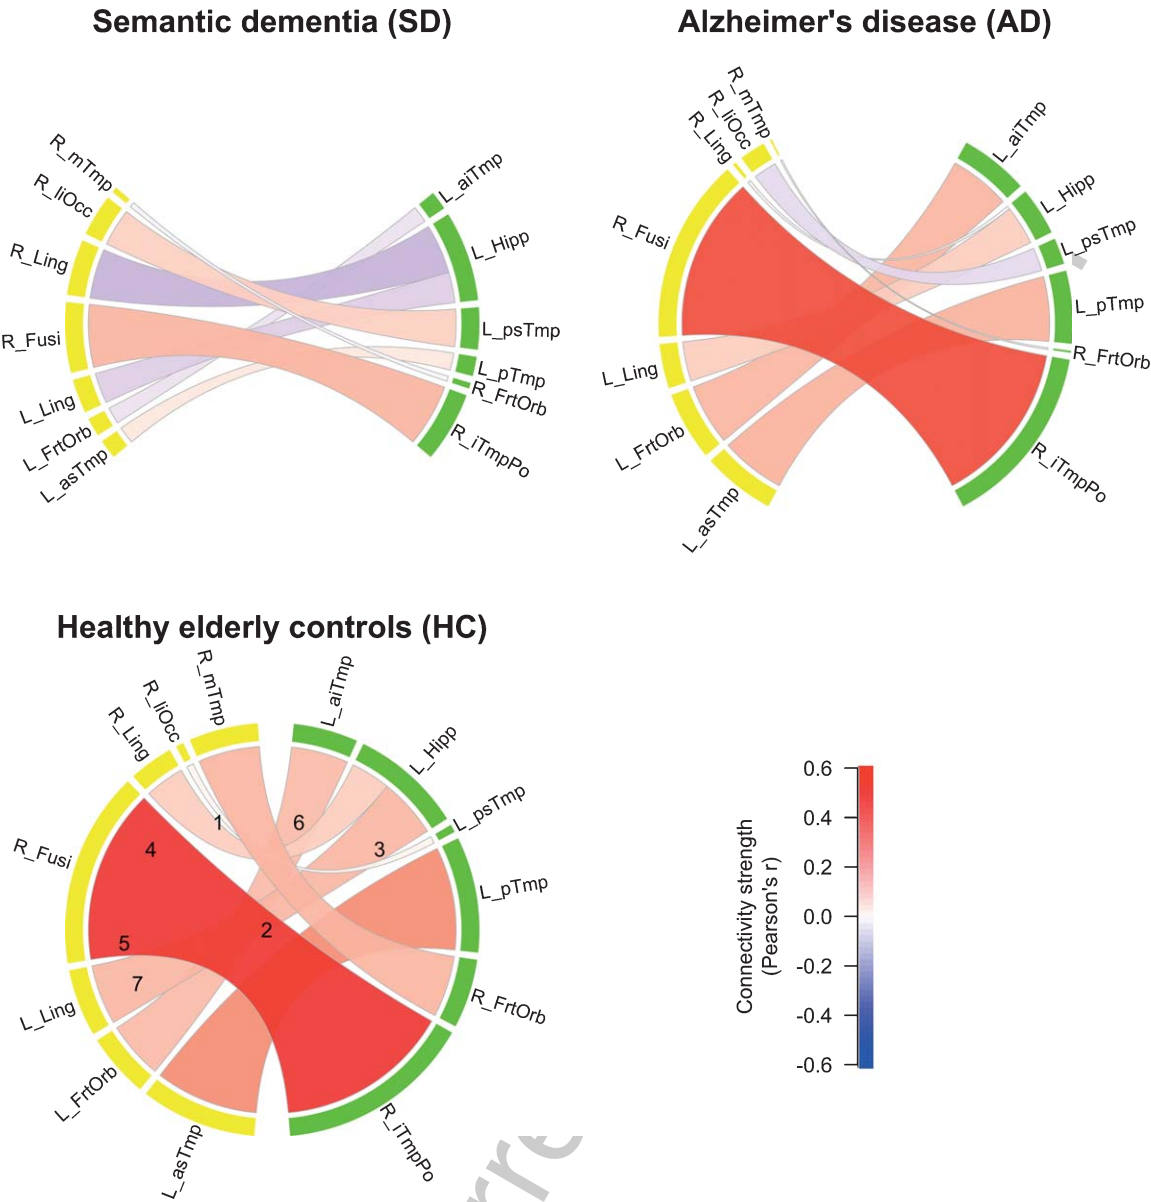 Semantic dementia (SD)
Alzheimer's disease (AD)
R_mTmp
R_liOcc
R_Ling
R_Fusi
L_Ling
L_FrtOrb
L_asTmp
L_aiTmp
L_Hipp
L_psTmp
L_pTmp
R_FrtOrb
R_iTmpPo
R_mTmp
R_liOcc
R_Ling
R_Fusi
L_Ling
L_FrtOrb
L_asTmp
L_aiTmp
L_Hipp
L_psTmp
L_pTmp
R_FrtOrb
R_iTmpPo
Healthy elderly controls (HC)
R_mTmp
R_liOcc
R_Ling
R_Fusi
L_Ling
L_FrtOrb
L_asTmp
L_aiTmp
L_Hipp
L_psTmp
L_pTmp
R_FrtOrb
R_iTmpPo
1
6
4
3
2
5
7
Connectivity strength
(Pearson's r)
0.6
0.4
0.2
0.0
-0.2
-0.4
-0.6